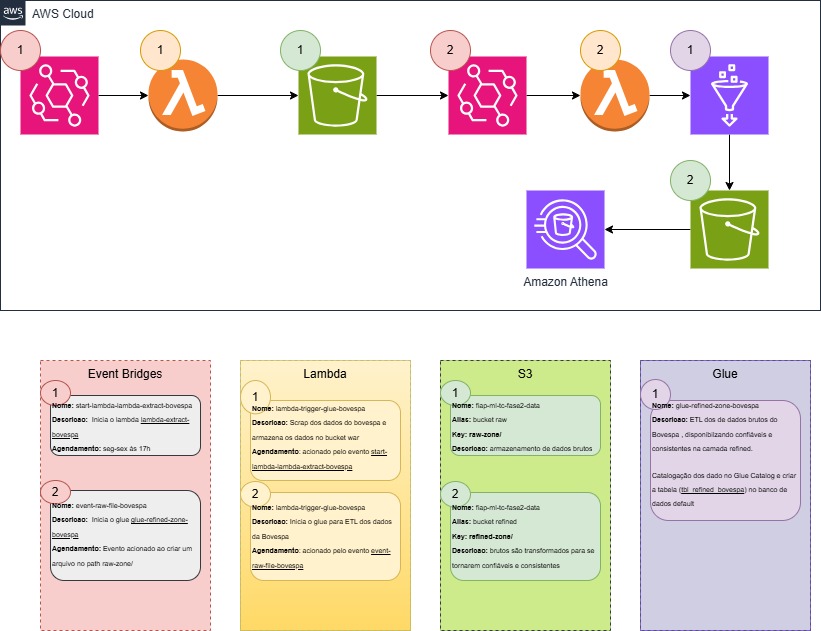 aws
AWS Cloud
1
1
1
2
2
1
2
Amazon Athena
Event Bridges
1
Nome: start-lambda-lambda-extract-bovespa
Descricao: Inicia o lambda lambda-extract-
bovespa
Agendamento: seg-sex às 17h
2
Nome: event-raw-file-bovespa
Descricao: Inicia o glue glue-refined-zone-
bovespa
Agendamento: Evento acionado ao criar um
arquivo no path raw-zone/
Lambda
1
Nome: lambda-trigger-glue-bovespa
Descricao: Scrap dos dados do bovespa e
armazena os dados no bucket war
Agendamento: acionado pelo evento start-
lambda-lambda-extract-bovespa
2
Nome: lambda-trigger-glue-bovespa
Descricao: Inicia o glue para ETL dos dados
da Bovespa
Agendamento: acionado pelo evento event-
raw-file-bovespa
S3
1
Nome: fiap-ml-tc-fase2-data
Alias: bucket raw
Key: raw-zone/
Descricao: armazenamento de dados brutos
2
Nome: fiap-ml-tc-fase2-data
Alias: bucket refined
Key: refined-zone/
Descricao: brutos são transformados para se
tornarem confiáveis e consistentes
Glue
1
Nome: glue-refined-zone-bovespa
Descricao: ETL dos de dados brutos do
Bovespa , disponiblizando confiáveis e
consistentes na camada refined.
Catalogação dos dado no Glue Catalog e criar
a tabela (tbl_refined_bovespa) no banco de
dados default